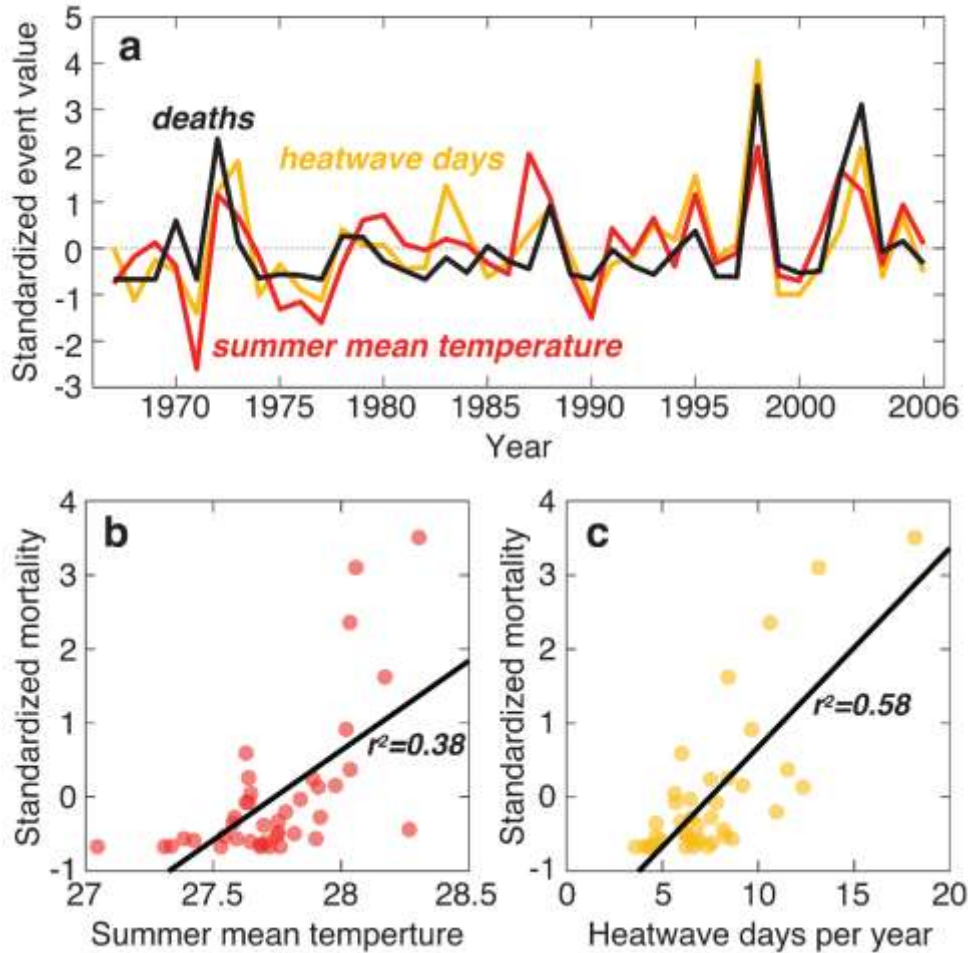 a
Standardized event value
5
4
3
2
1
0
-1
-2
-3
deaths
heatwave days
summer mean temperature
1970 1975 1980 1985 1990 1995 2000 2006
Year
b
Standardized mortality
4
3
2
1
0
-1
r²=0.38
27 27.5 28 28.5
Summer mean temperture
c
Standardized mortality
4
3
2
1
0
-1
r²=0.58
0 5 10 15 20
Heatwave days per year